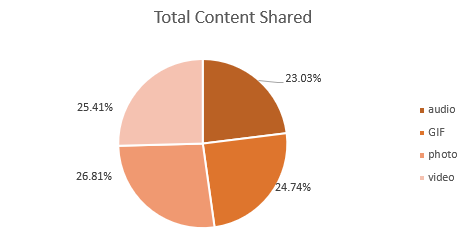 Total Content Shared
23.03%
25.41%
audio
GIF
photo
26.81%
video
24.74%